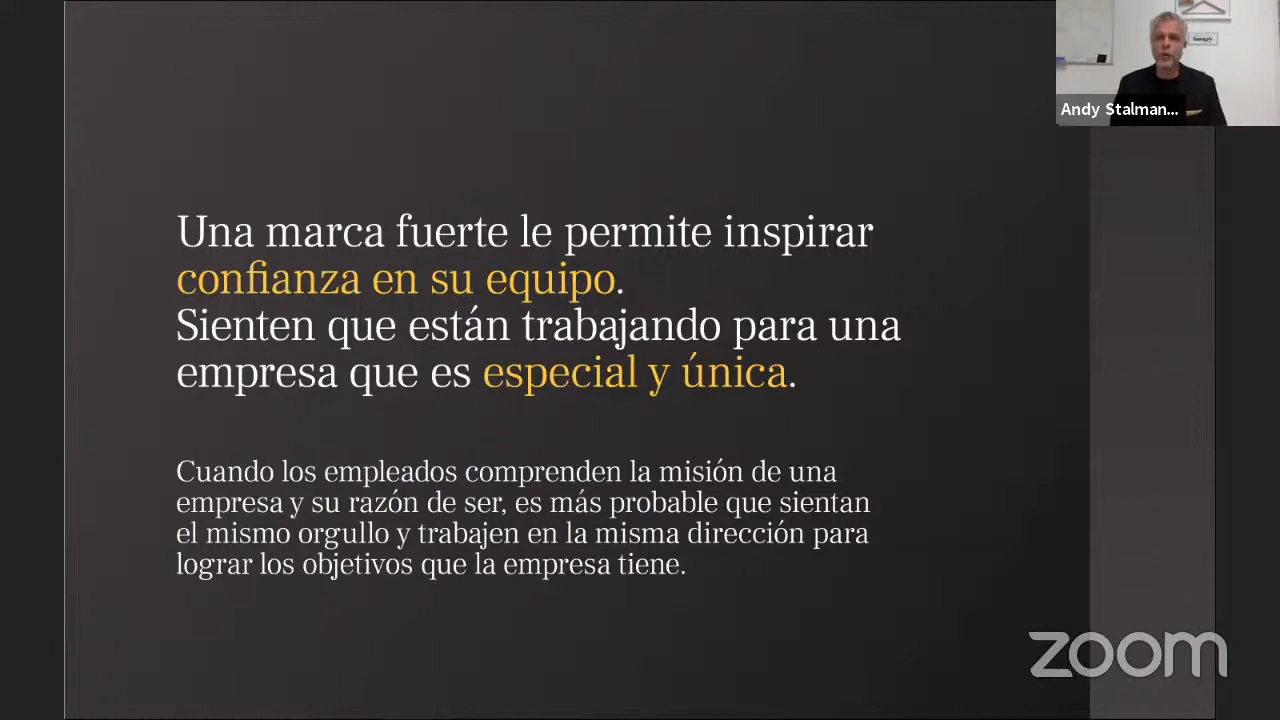 Una marca fuerte le permite inspirar
confianza en su equipo.
Sienten que están trabajando para una
empresa que es especial y única.
Cuando los empleados comprenden la misión de una
empresa y su razón de ser, es más probable que sientan
el mismo orgullo y trabajen en la misma dirección para
lograr los objetivos que la empresa tiene.
hungry
Andy Stalman...
zoom